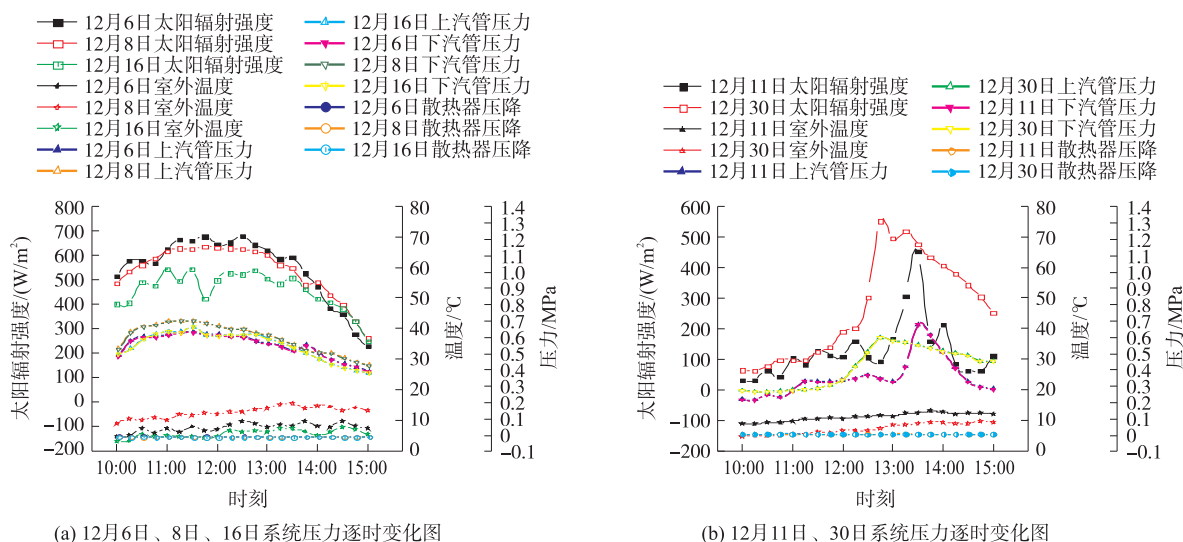 12月6日太阳辐射强度
12月8日太阳辐射强度
12月16日太阳辐射强度
12月6日室外温度
12月8日室外温度
12月16日室外温度
12月6日上汽管压力
12月8日上汽管压力
12月16日上汽管压力
12月6日下汽管压力
12月8日下汽管压力
12月16日下汽管压力
12月6日散热器压降
12月8日散热器压降
12月16日散热器压降
太阳辐射强度/(W/m²)
800
700
600
500
400
300
200
100
0
−100
−200
10:00 11:00 12:00 13:00 14:00 15:00
时刻
80
70
60
50
40
30
20
10
0
温度/℃
1.4
1.3
1.2
1.1
1.0
0.9
0.8
0.7
0.6
0.5
0.4
0.3
0.2
0.1
0
−0.1
压力/MPa
(a) 12月6日、8日、16日系统压力逐时变化图
12月11日太阳辐射强度
12月30日太阳辐射强度
12月11日室外温度
12月30日室外温度
12月11日上汽管压力
12月30日上汽管压力
12月11日下汽管压力
12月30日下汽管压力
12月11日散热器压降
12月30日散热器压降
太阳辐射强度/(W/m²)
600
500
400
300
200
100
0
−100
−200
10:00 11:00 12:00 13:00 14:00 15:00
时刻
80
70
60
50
40
30
20
10
0
温度/℃
1.4
1.3
1.2
1.1
1.0
0.9
0.8
0.7
0.6
0.5
0.4
0.3
0.2
0.1
0
−0.1
压力/MPa
(b) 12月11日、30日系统压力逐时变化图